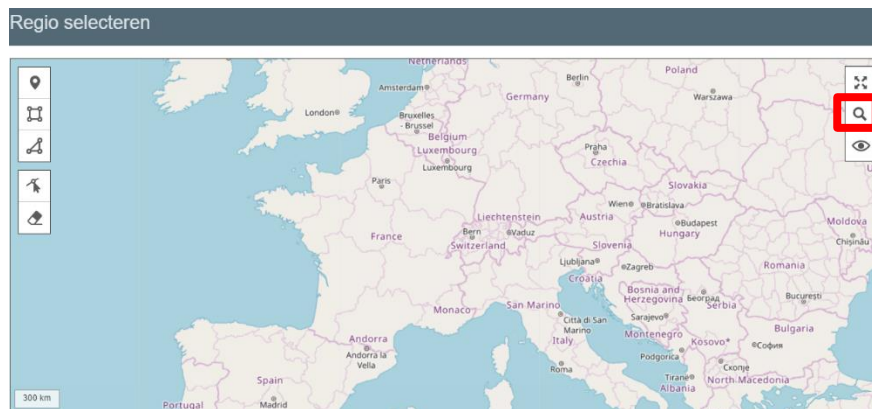 Regio selecteren
Netherlands
Amsterdam
Berlin
Poland
Germany
Warszawa
London
Bruxelles
- Brussel
Belgium
Luxembourg
Luxembourg
Praha
Czechia
Paris
Slovakia
Wien
Bratislava
Liechtenstein
Austria
Budapest
Moldova
France
Bern
Vaduz
Hungary
Chișinău
Switzerland
Slovenia
Ljubljana
Zagreb
Romania
Croatia
Bosnia and
Herzegovina
Београд
Serbia
București
Monaco
San Marino
Città di San
Marino
Sarajevo
Andorra
Italy
Montenegro
Kosovo*
Bulgaria
София
Andorra la
Vella
Roma
Podgorica
Скопје
Spain
Tiranë
Albania
North Macedonia
300 km
Portugal
Madrid